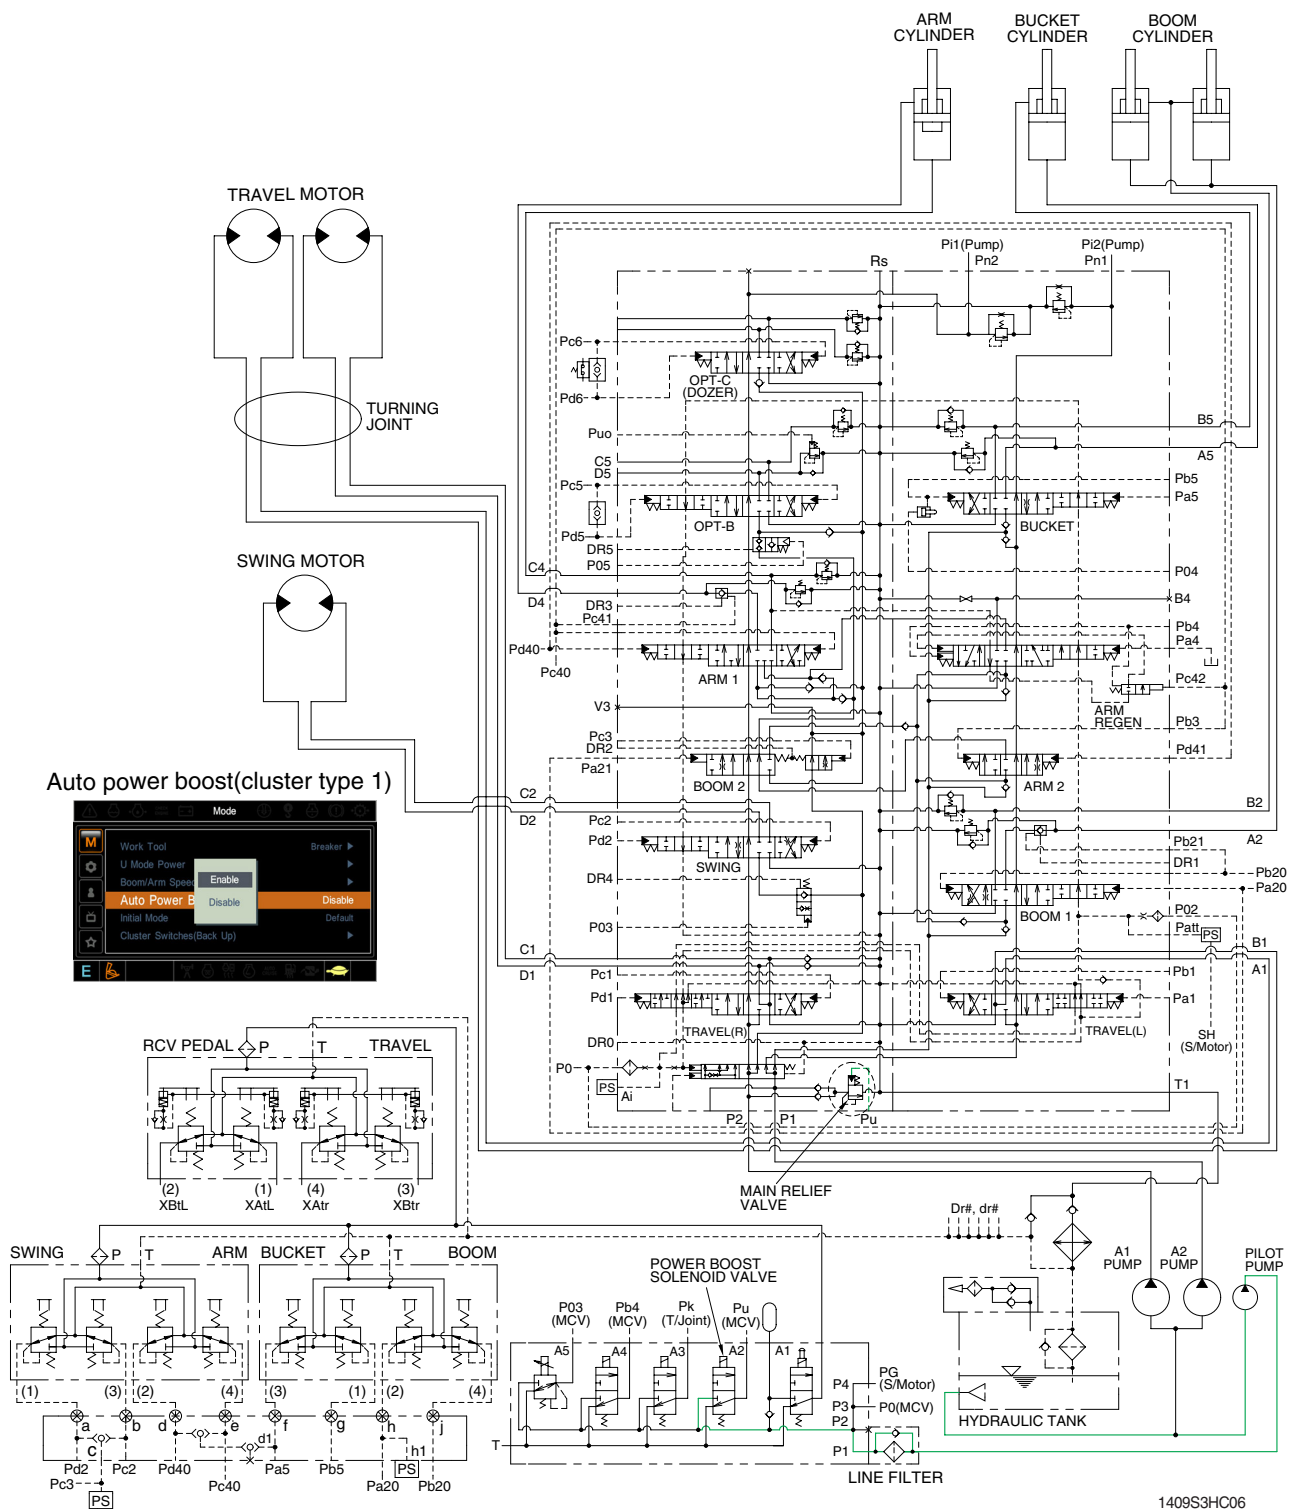 ARM
CYLINDER
BUCKET
CYLINDER
BOOM
CYLINDER
TRAVEL MOTOR
TURNING
JOINT
SWING MOTOR
Pi1(Pump)
Pn2
Pi2(Pump)
Pn1
Rs
Pc6
OPT-C
(DOZER)
Pd6
Puo
C5
D5
Pc5
OPT-B
Pd5
DR5
P05
C4
D4
DR3
Pc41
Pd40
Pc40
ARM 1
V3
Pc3
DR2
Pa21
BOOM 2
C2
D2
Pc2
Pd2
SWING
DR4
P03
C1
D1
Pc1
Pd1
TRAVEL(R)
DR0
P0
PS
Ai
P2
P1
Pu
B5
A5
Pb5
Pa5
BUCKET
P04
B4
Pb4
Pa4
Pc42
ARM
REGEN
Pb3
Pd41
ARM 2
B2
Pb21
A2
DR1
Pb20
Pa20
BOOM 1
P02
Patt
PS
B1
A1
Pb1
Pa1
TRAVEL(L)
SH
(S/Motor)
T1
MAIN RELIEF
VALVE
Auto power boost(cluster type 1)
Mode
M
Work Tool
Breaker
U Mode Power
Boom/Arm Speed
Enable
Auto Power B
Disable
Disable
Initial Mode
Default
Cluster Switches(Back Up)
E
RCV PEDAL
P
T
TRAVEL
(2)
XBtL
(1)
XAtL
(4)
XAtr
(3)
XBtr
SWING
P
T
ARM
BUCKET
P
T
BOOM
(1)
(3)
(2)
(4)
(3)
(1)
(2)
(4)
a
b
d
e
f
g
h
j
c
d1
h1
Pd2
Pc2
Pd40
Pc40
Pa5
Pb5
Pa20
PS
Pb20
Pc3
PS
POWER BOOST
SOLENOID VALVE
P03
(MCV)
Pb4
(MCV)
Pk
(T/Joint)
Pu
(MCV)
A5
A4
A3
A2
A1
T
P4
PG
(S/Motor)
P3
P0(MCV)
P2
P1
LINE FILTER
Dr#, dr#
A1
PUMP
A2
PUMP
PILOT
PUMP
HYDRAULIC TANK
1409S3HC06